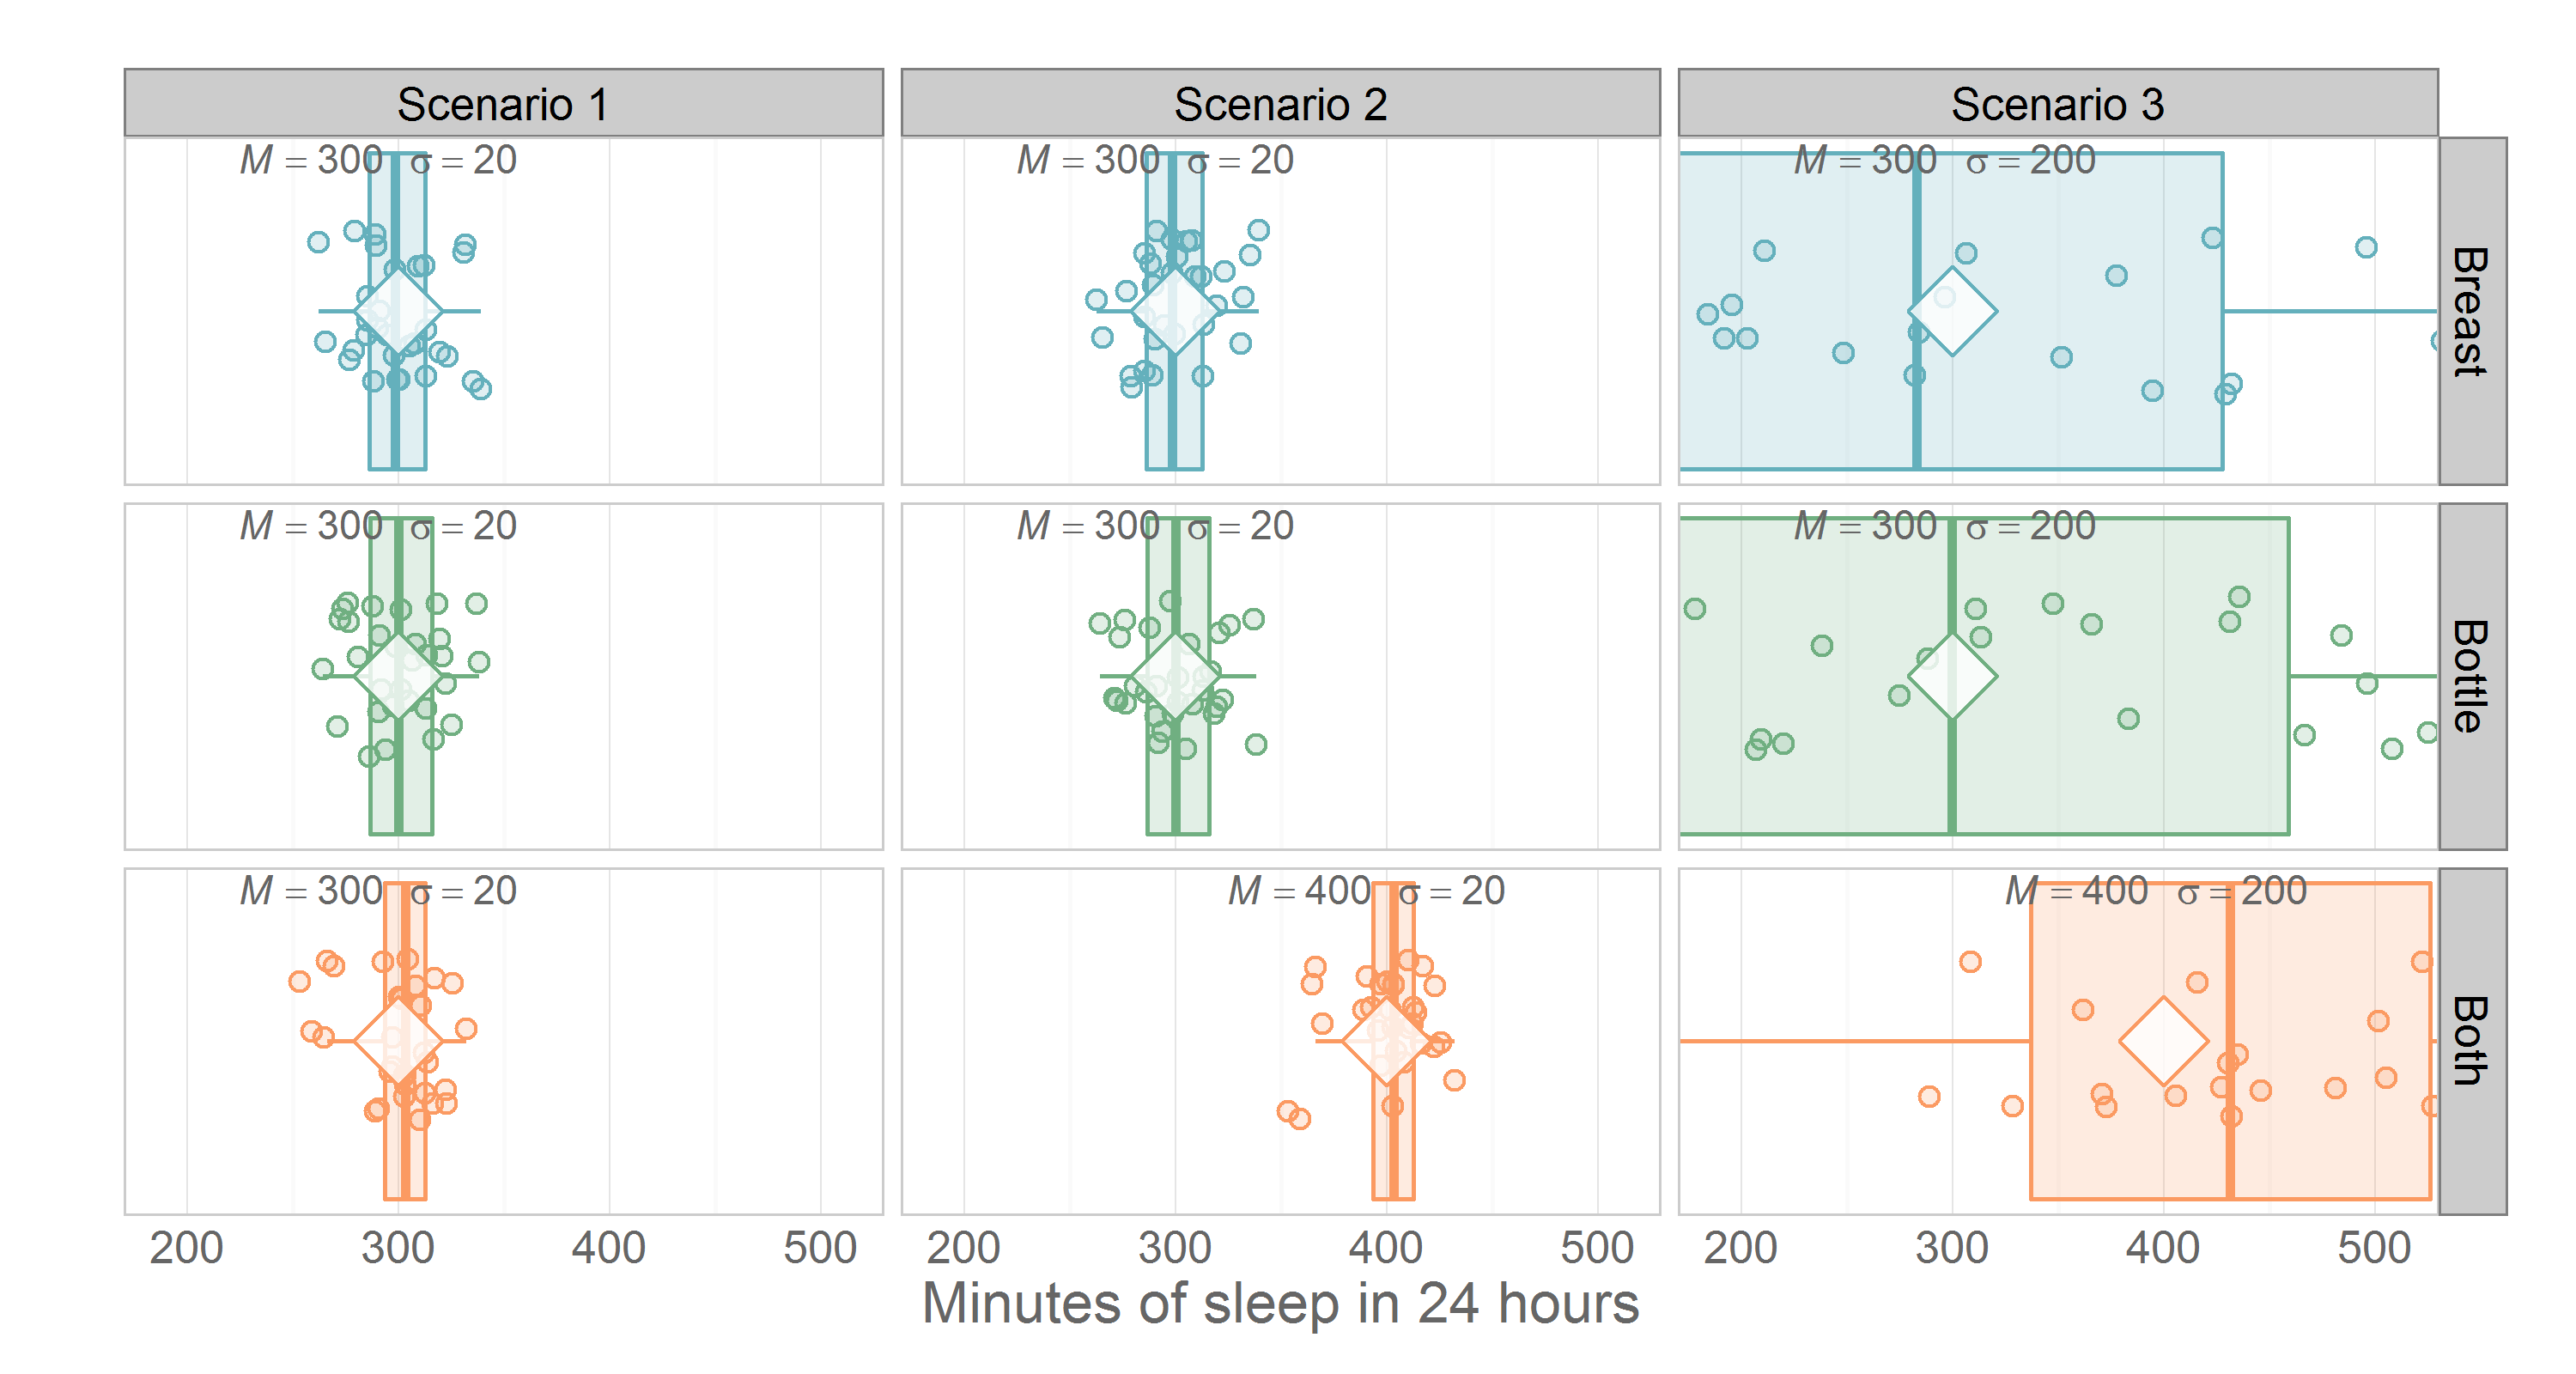 Scenario 1
Scenario 2
Scenario 3
M = 300 σ = 20
M = 300 σ = 20
M = 300 σ = 200
Breast
M = 300 σ = 20
M = 300 σ = 20
M = 300 σ = 200
Bottle
M = 300 σ = 20
M = 400 σ = 20
M = 400 σ = 200
Both
200 300 400 500
200 300 400 500
200 300 400 500
Minutes of sleep in 24 hours